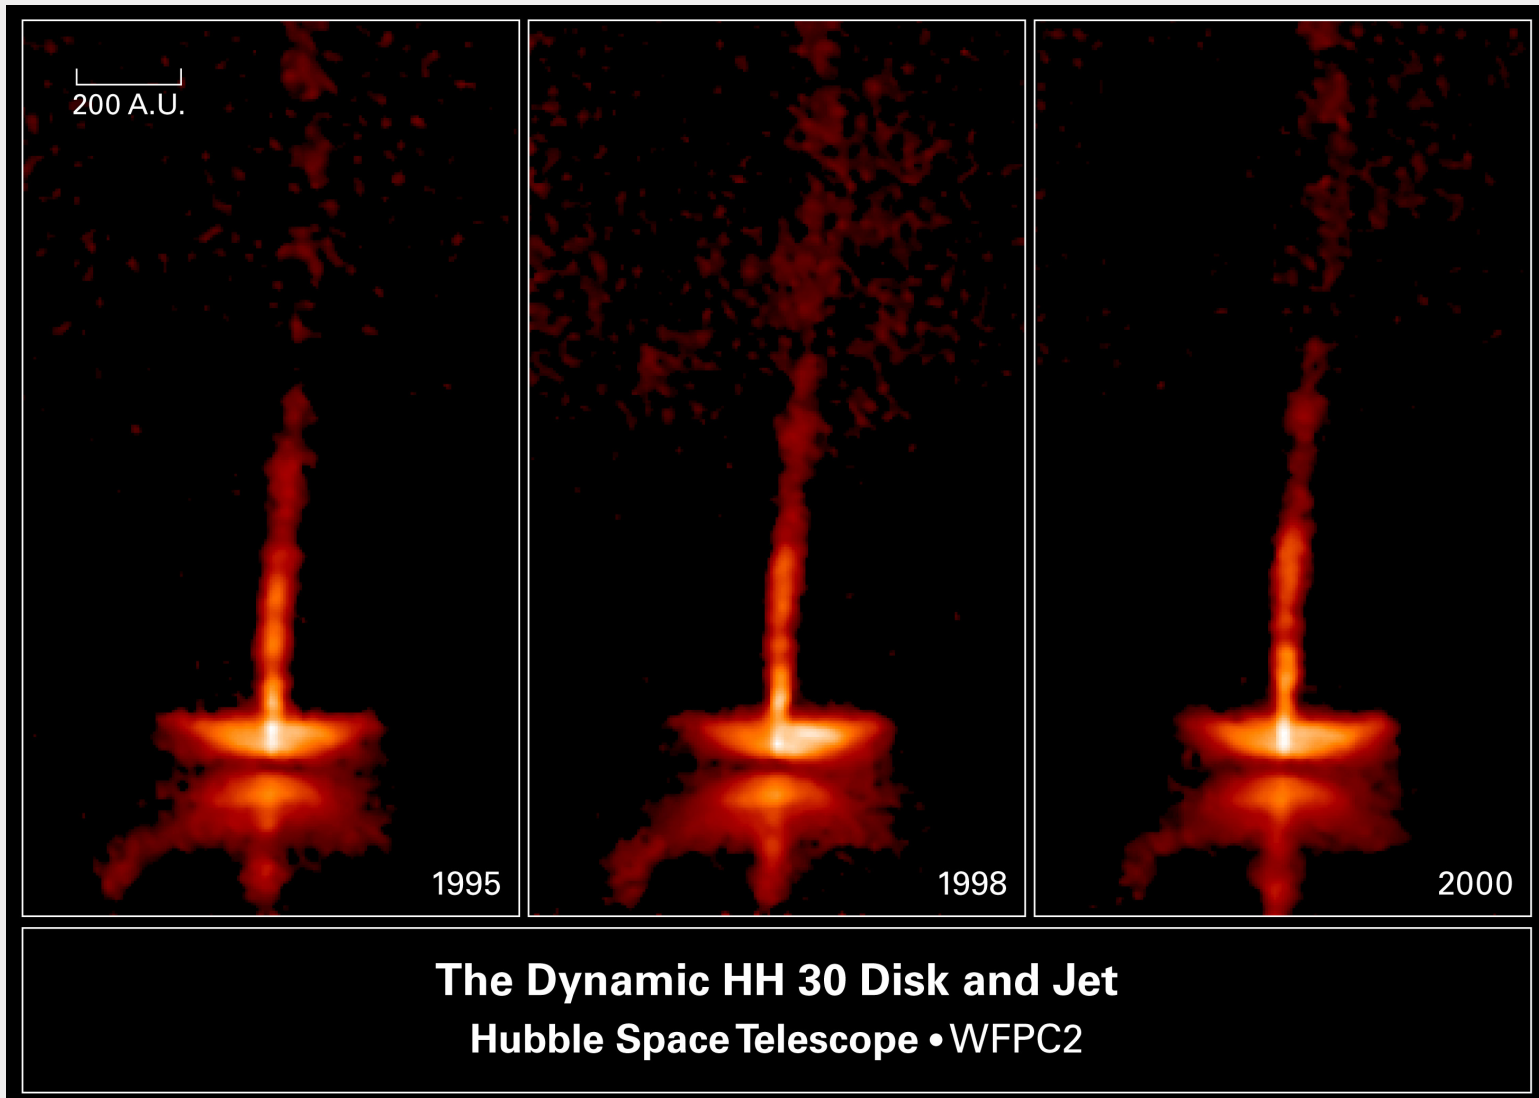 200 A.U.
1995
1998
2000
The Dynamic HH 30 Disk and Jet
Hubble Space Telescope • WFPC2